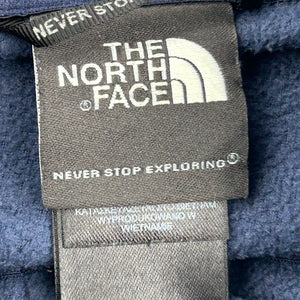 NEVER STOP
THE
NORTH
FACE
®
NEVER STOP EXPLORING®
WYPRODUKOWANO W
WIETNAMIE